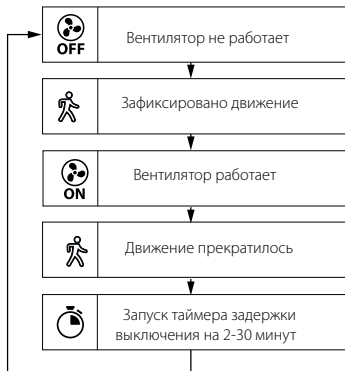 OFF
Вентилятор не работает
Зафиксировано движение
ON
Вентилятор работает
Движение прекратилось
Запуск таймера задержки
выключения на 2-30 минут